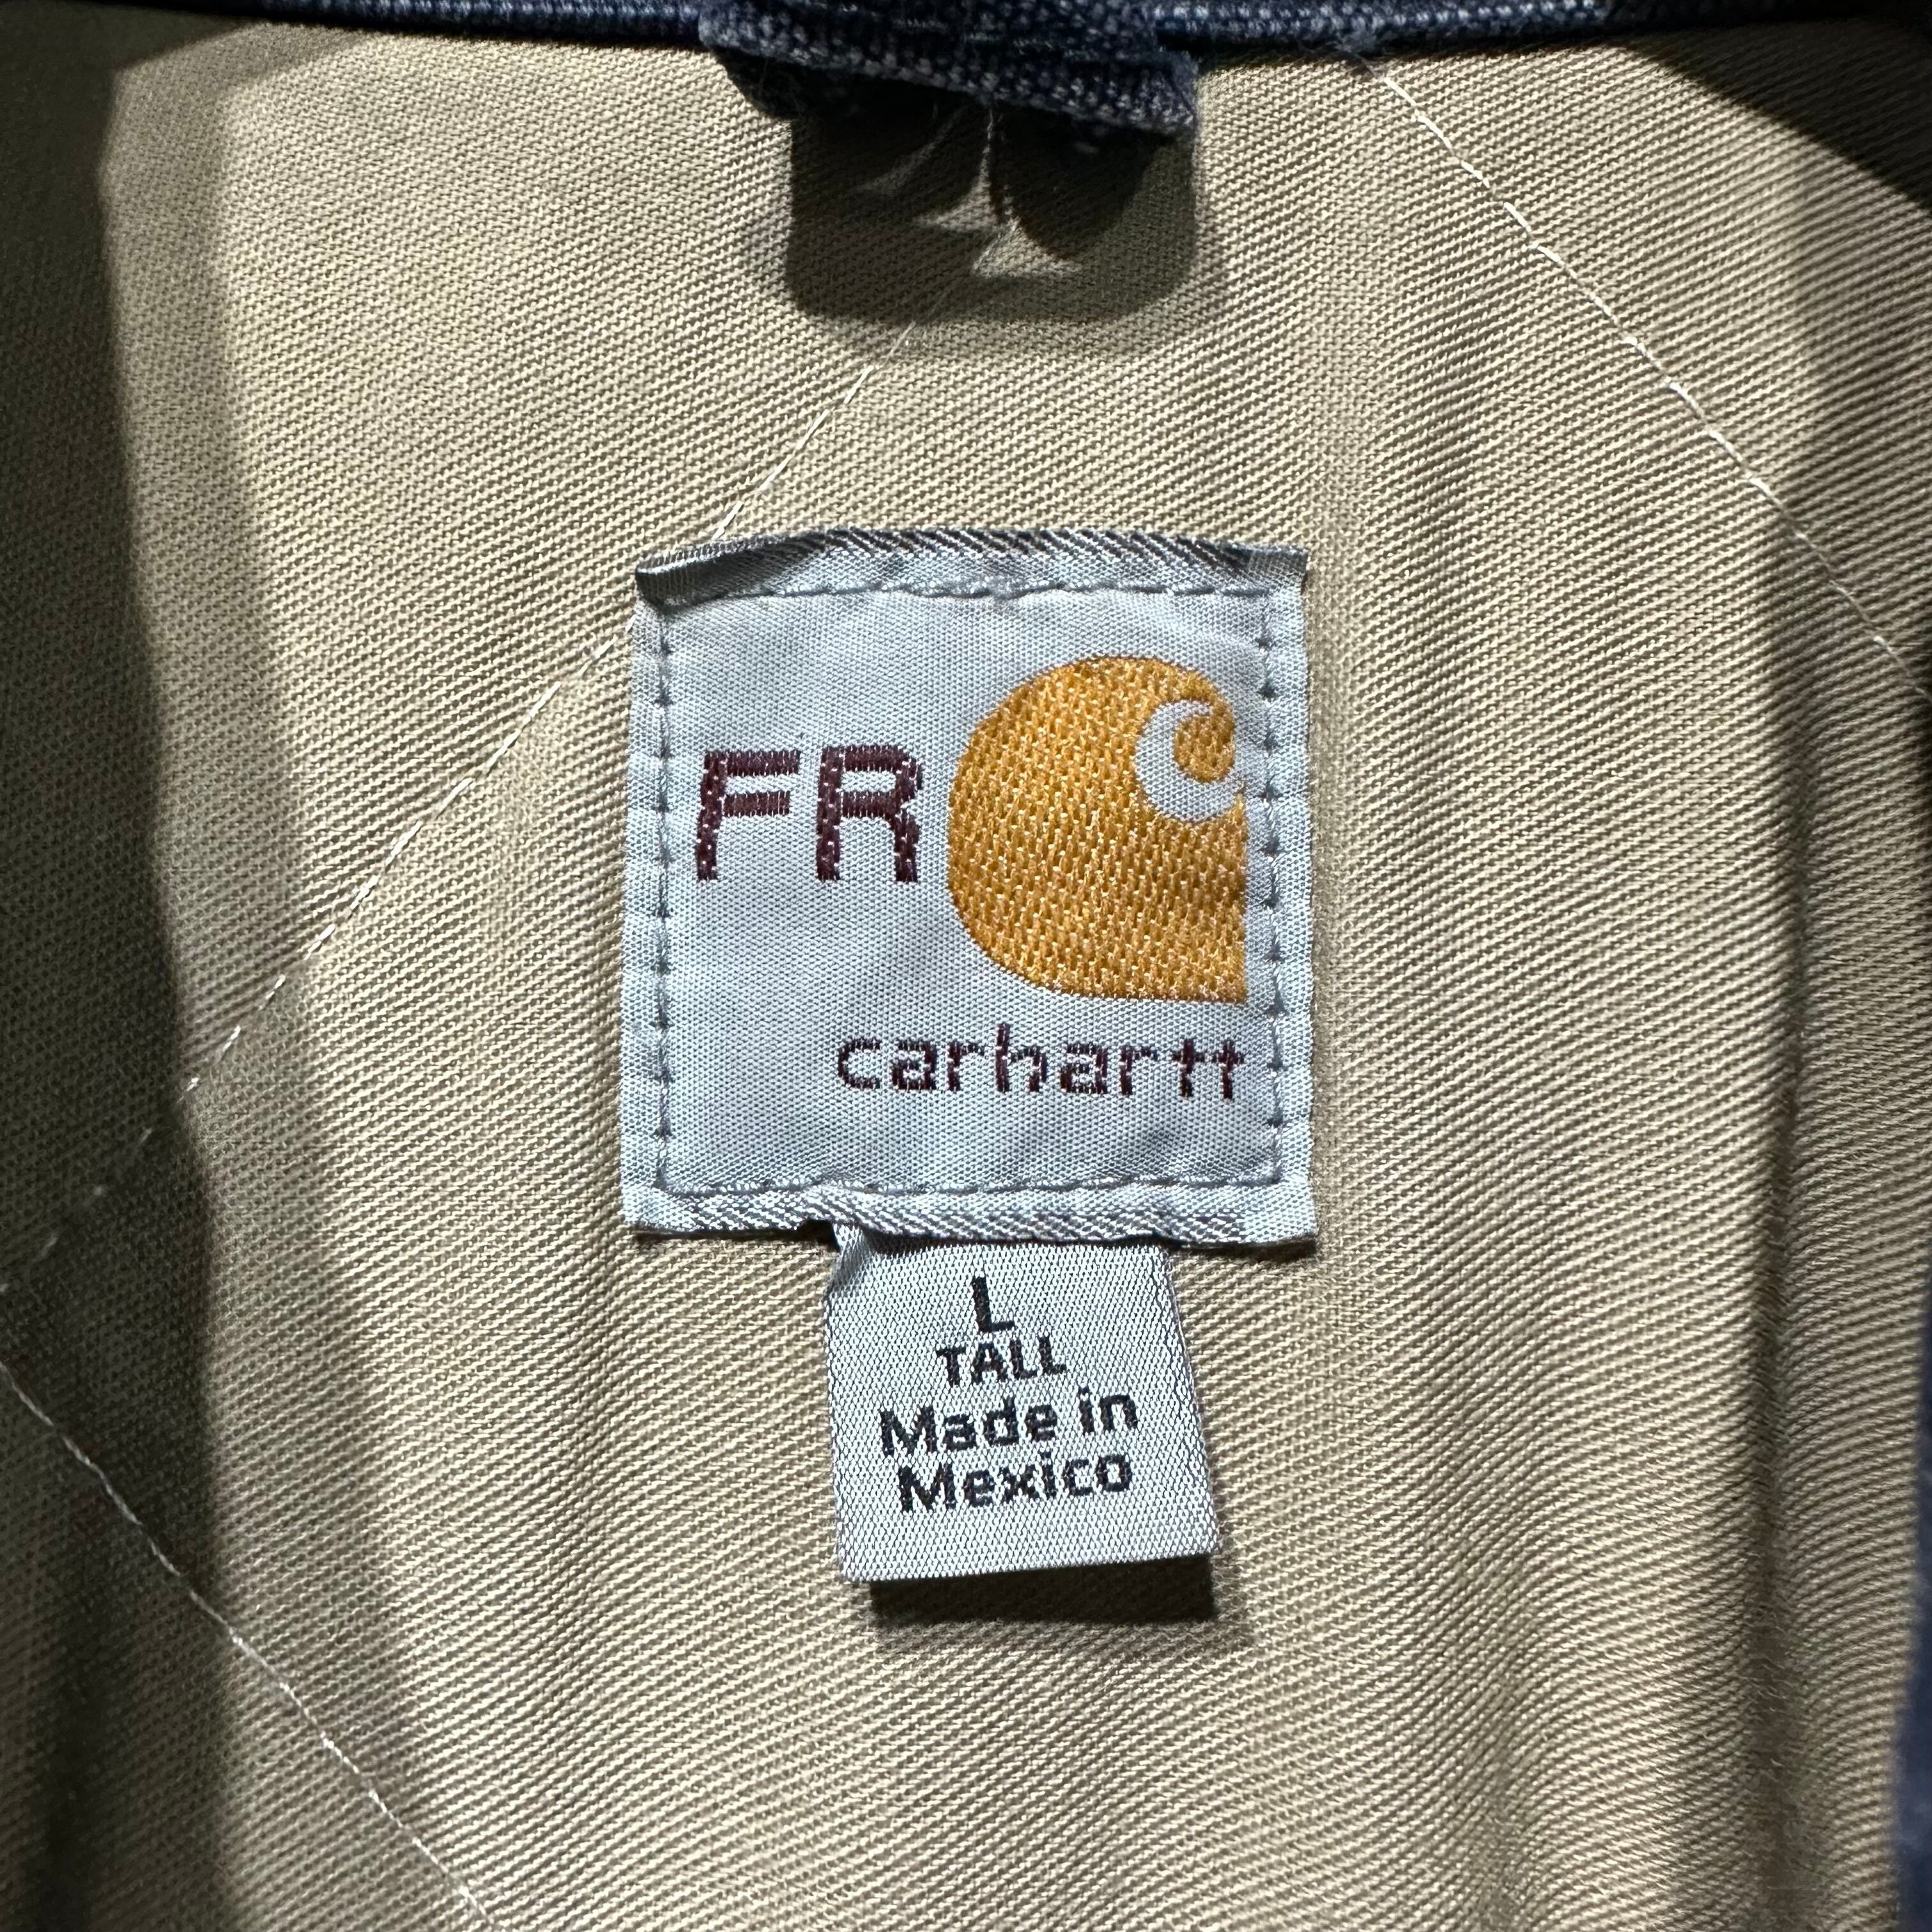 FR
carhartt
L
TALL
Made in
Mexico